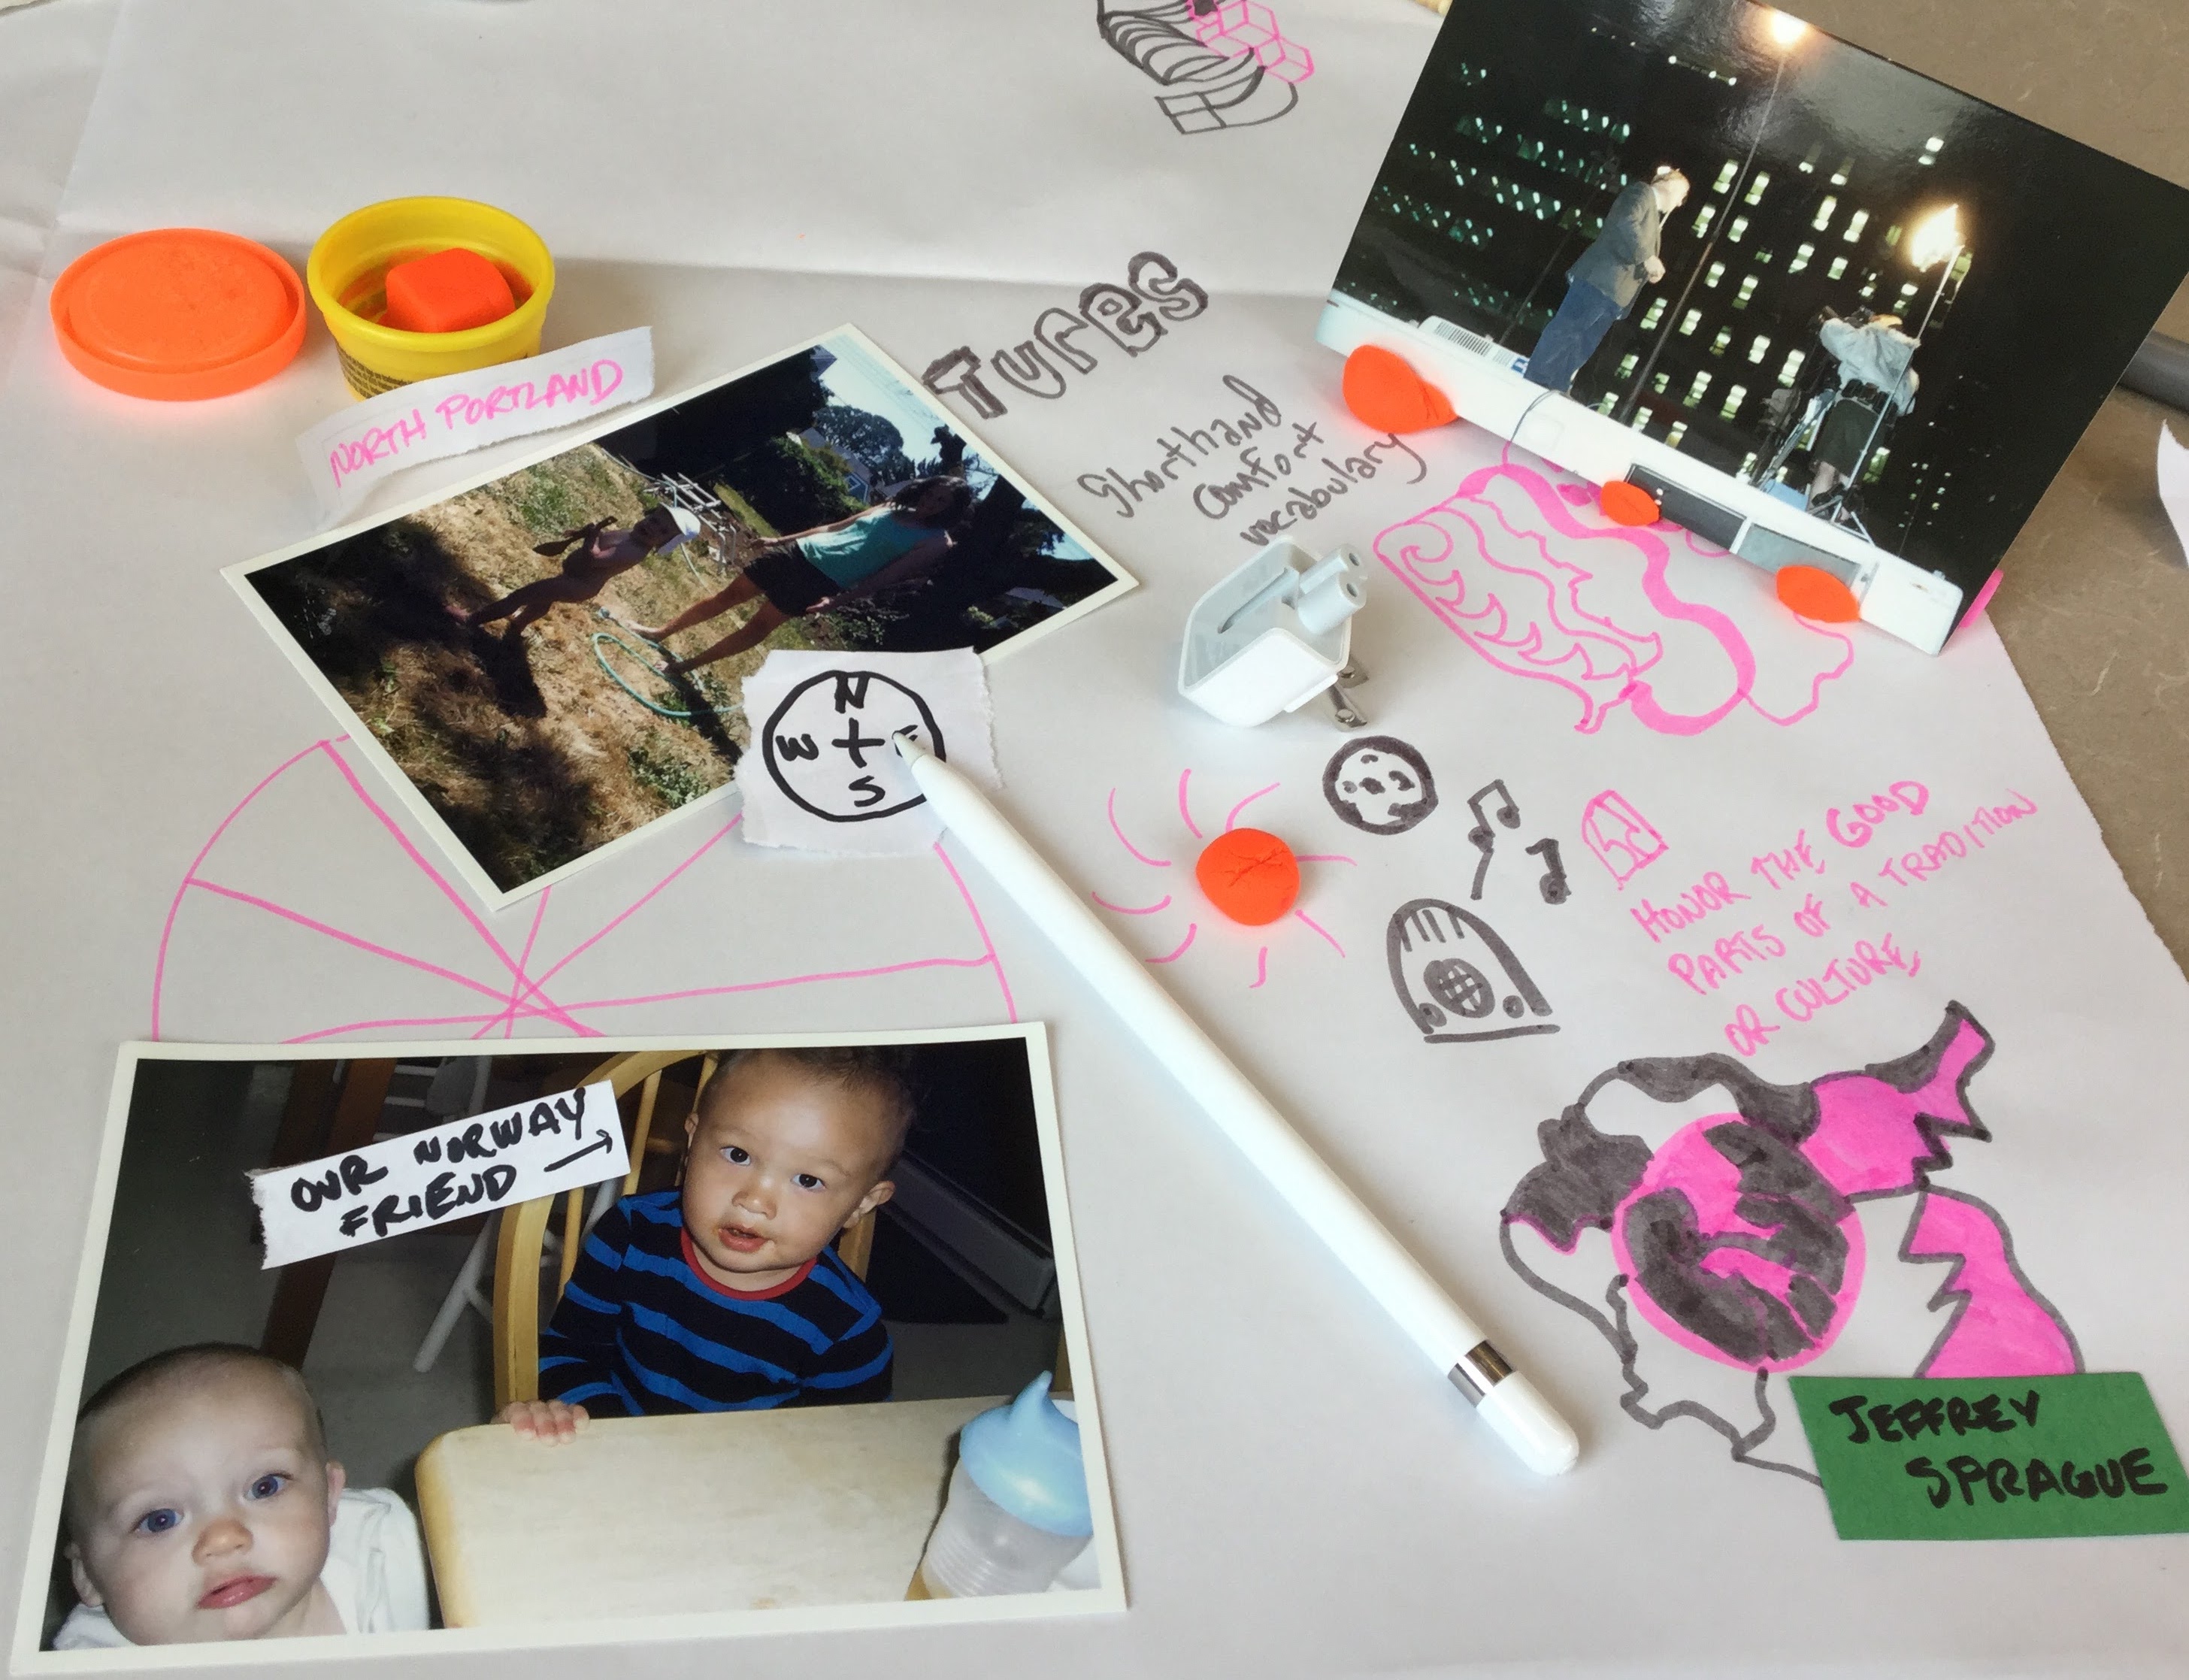 TURES
NORTH PORTLAND
Shorthand
Comfort
vocabulary
N
W E
S
HONOR THE GOOD
PARTS OF A TRADITION
OR CULTURE
OUR NORWAY
FRIEND →
JEFFREY
SPRAGUE